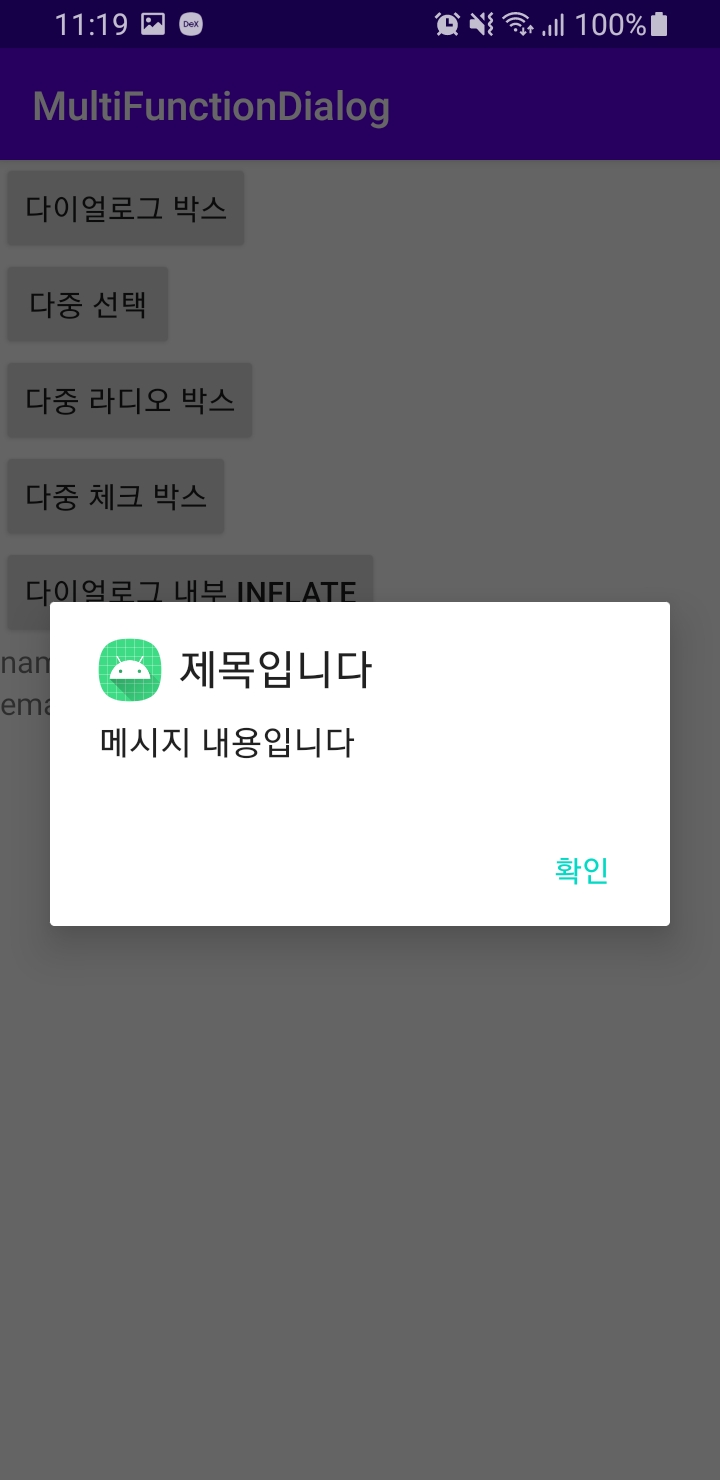 11:19 DeX 100%
MultiFunctionDialog
다이얼로그 박스
다중 선택
다중 라디오 박스
다중 체크 박스
다이얼로그 내부 INFLATE
제목입니다
메시지 내용입니다
확인